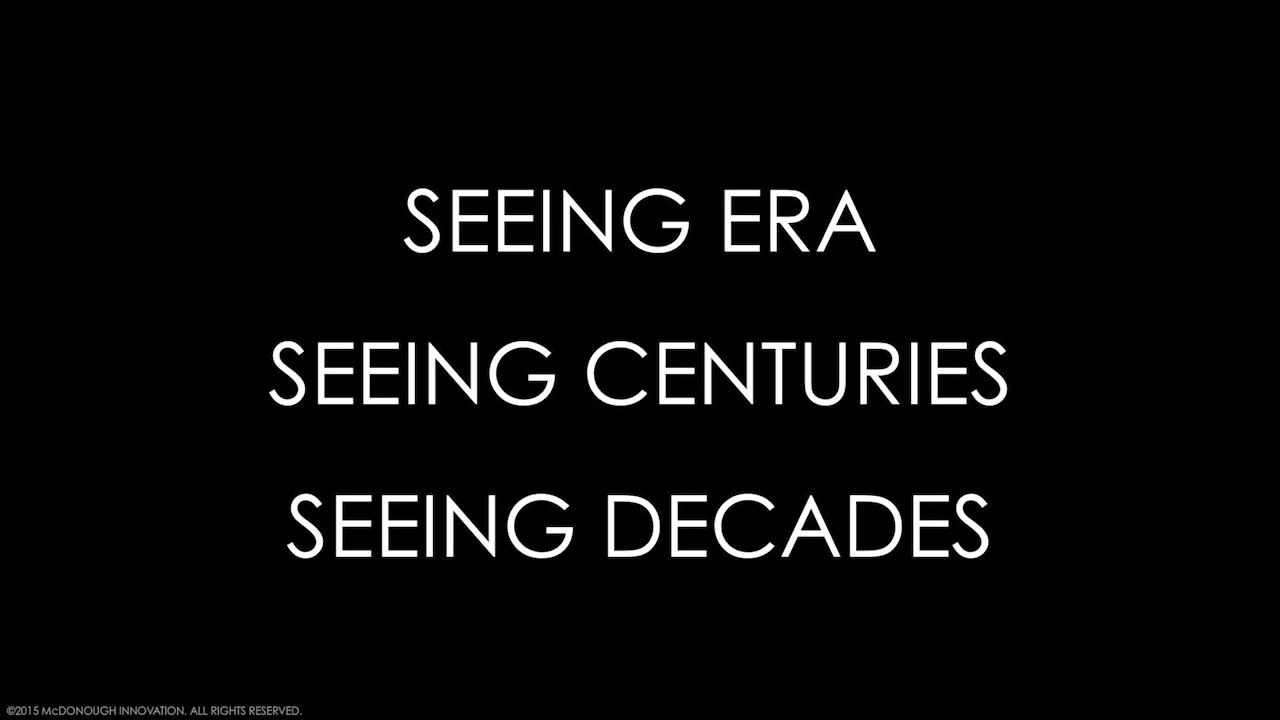 SEEING ERA
SEEING CENTURIES
SEEING DECADES
©2015 McDONOUGH INNOVATION. ALL RIGHTS RESERVED.